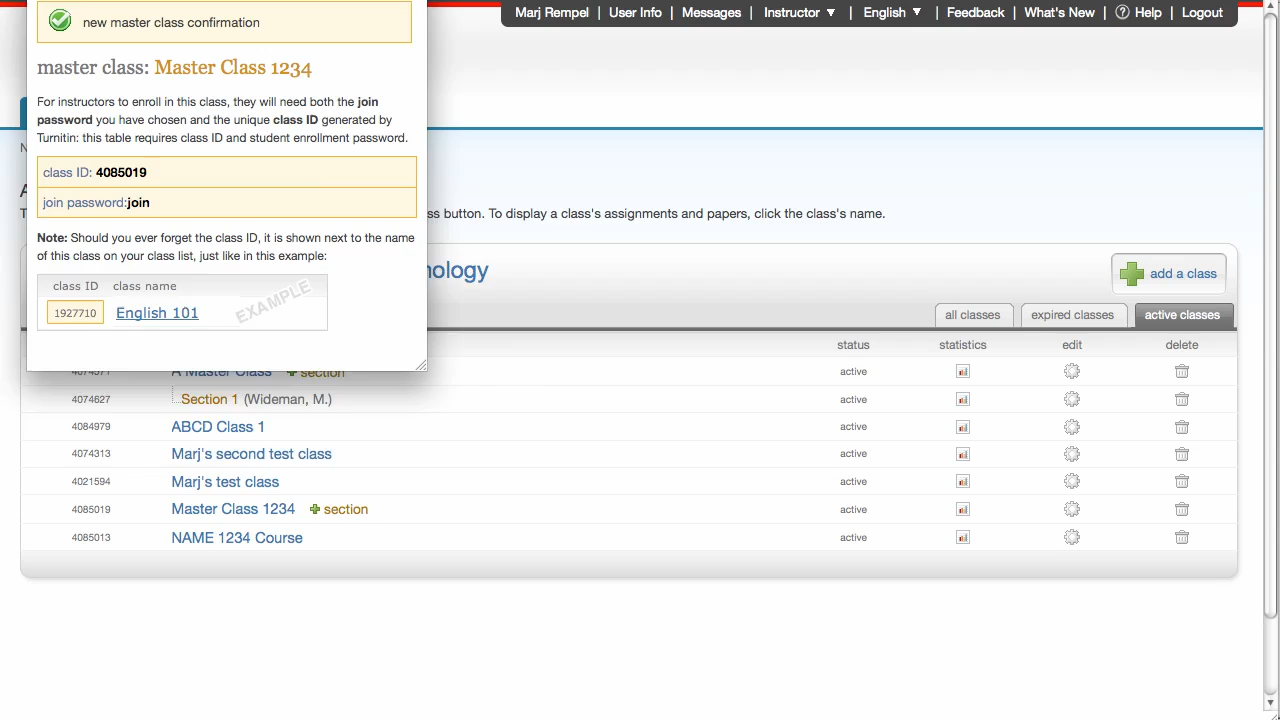 new master class confirmation
Marj Rempel | User Info | Messages | Instructor ▼ | English ▼ | Feedback | What's New | ? Help | Logout
master class: Master Class 1234
For instructors to enroll in this class, they will need both the join
password you have chosen and the unique class ID generated by
Turnitin: this table requires class ID and student enrollment password.
class ID: 4085019
join password:join
Note: Should you ever forget the class ID, it is shown next to the name
of this class on your class list, just like in this example:
class ID class name
1927710 English 101
EXAMPLE
ss button. To display a class's assignments and papers, click the class's name.
nology
add a class
all classes expired classes active classes
status statistics edit delete
4074571 A Master Class + section active
4074627 Section 1 (Wideman, M.) active
4084979 ABCD Class 1 active
4074313 Marj's second test class active
4021594 Marj's test class active
4085019 Master Class 1234 + section active
4085013 NAME 1234 Course active